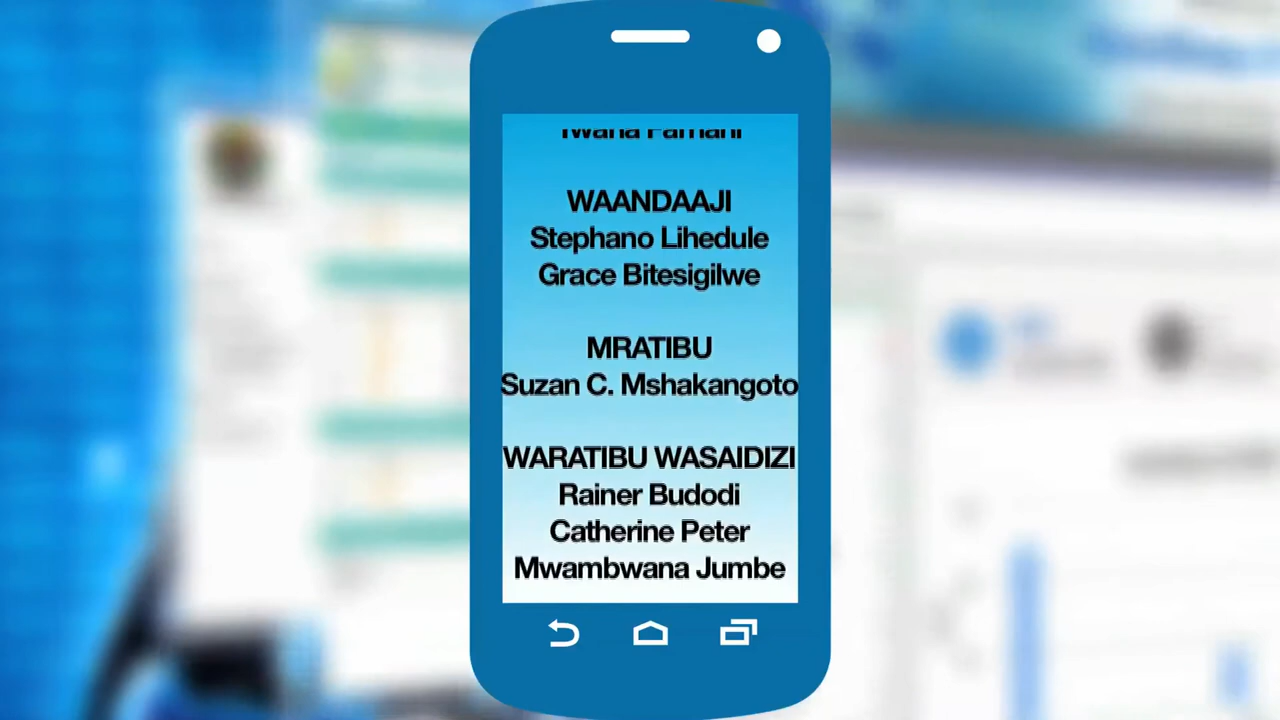 WAANDAAJI
Stephano Lihedule
Grace Bitesigilwe
MRATIBU
Suzan C. Mshakangoto
WARATIBU WASAIDIZI
Rainer Budodi
Catherine Peter
Mwambwana Jumbe